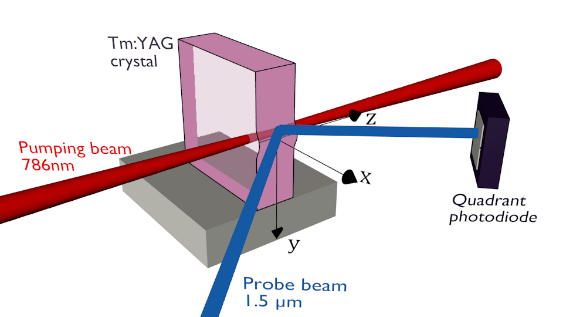 Tm:YAG
crystal
z
Pumping beam
786nm
x
Quadrant
photodiode
y
Probe beam
1.5 µm